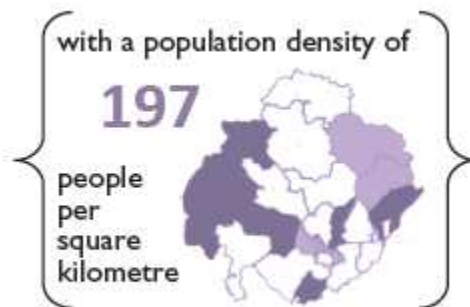 with a population density of
197
people
per
square
kilometre